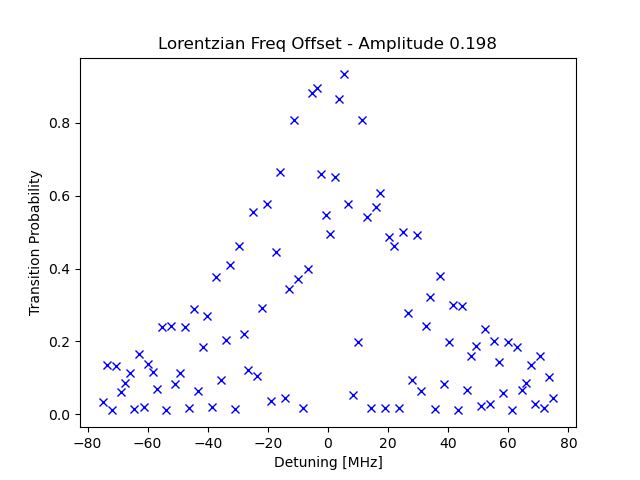 Lorentzian Freq Offset - Amplitude 0.198
Transition Probability
0.8
0.6
0.4
0.2
0.0
−80 −60 −40 −20 0 20 40 60 80
Detuning [MHz]